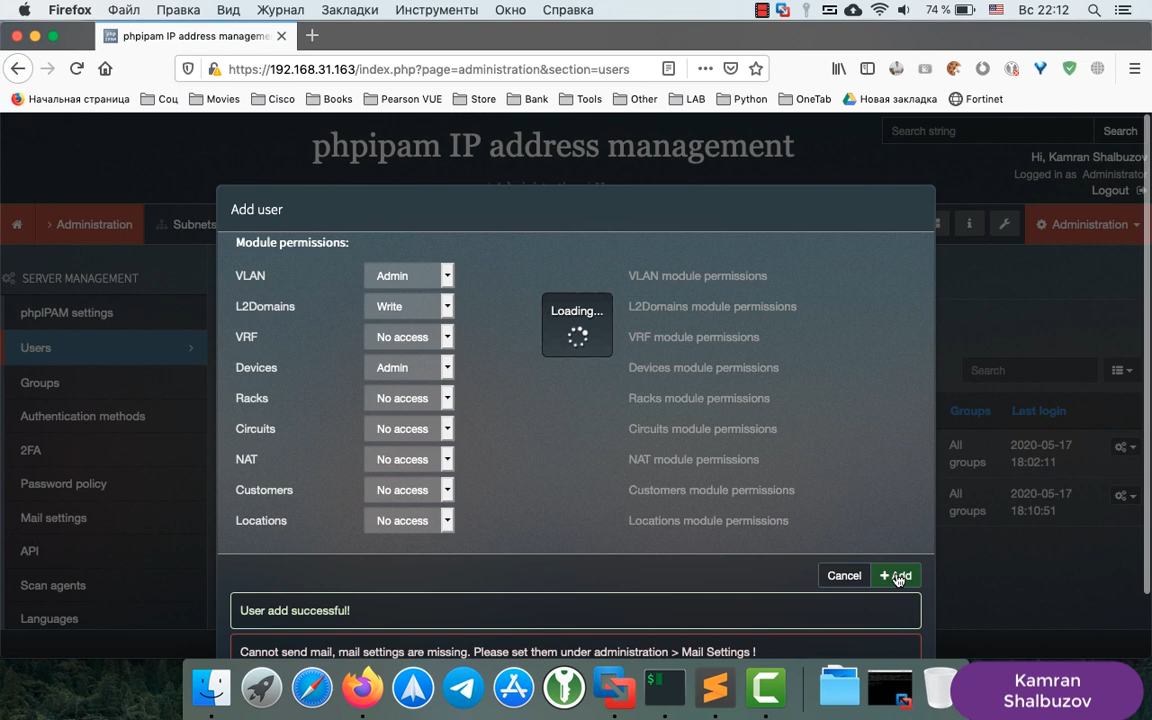 Firefox Файл Правка Вид Журнал Закладки Инструменты Окно Справка 74 % Вс 22:12
phpipam IP address manageme
https://192.168.31.163/index.php?page=administration&section=users
Начальная страница Соц Movies Cisco Books Pearson VUE Store Bank Tools Other LAB Python OneTab Новая закладка Fortinet
phpipam IP address management
Search string Search
Hi, Kamran Shalbuzov
Logged in as Administrator
Logout
Administration Subnets Administration
Add user
SERVER MANAGEMENT
phpIPAM settings
Users
Groups
Authentication methods
2FA
Password policy
Mail settings
API
Scan agents
Languages
Module permissions:
VLAN Admin VLAN module permissions
L2Domains Write L2Domains module permissions
VRF No access VRF module permissions
Devices Admin Devices module permissions
Racks No access Racks module permissions
Circuits No access Circuits module permissions
NAT No access NAT module permissions
Customers No access Customers module permissions
Locations No access Locations module permissions
Loading...
Cancel + Add
User add successful!
Cannot send mail, mail settings are missing. Please set them under administration > Mail Settings !
Search
Groups Last login
All groups 2020-05-17
18:02:11
All groups 2020-05-17
18:10:51
Kamran
Shalbuzov